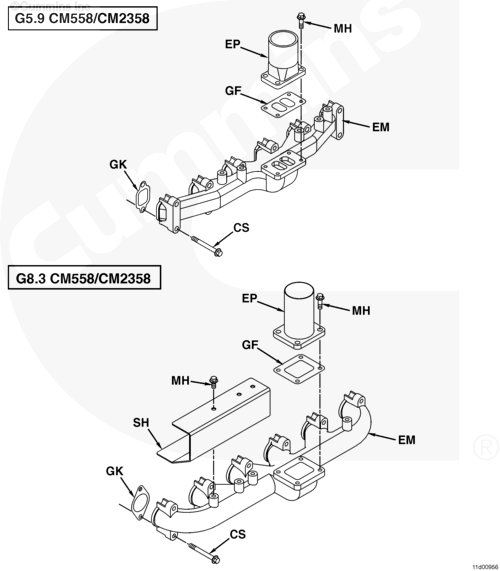 ©Cummins Inc
G5.9 CM558/CM2358
MH
EP
GF
EM
GK
CS
Cummins
G8.3 CM558/CM2358
EP
MH
GF
MH
SH
EM
GK
CS
®
11d00956